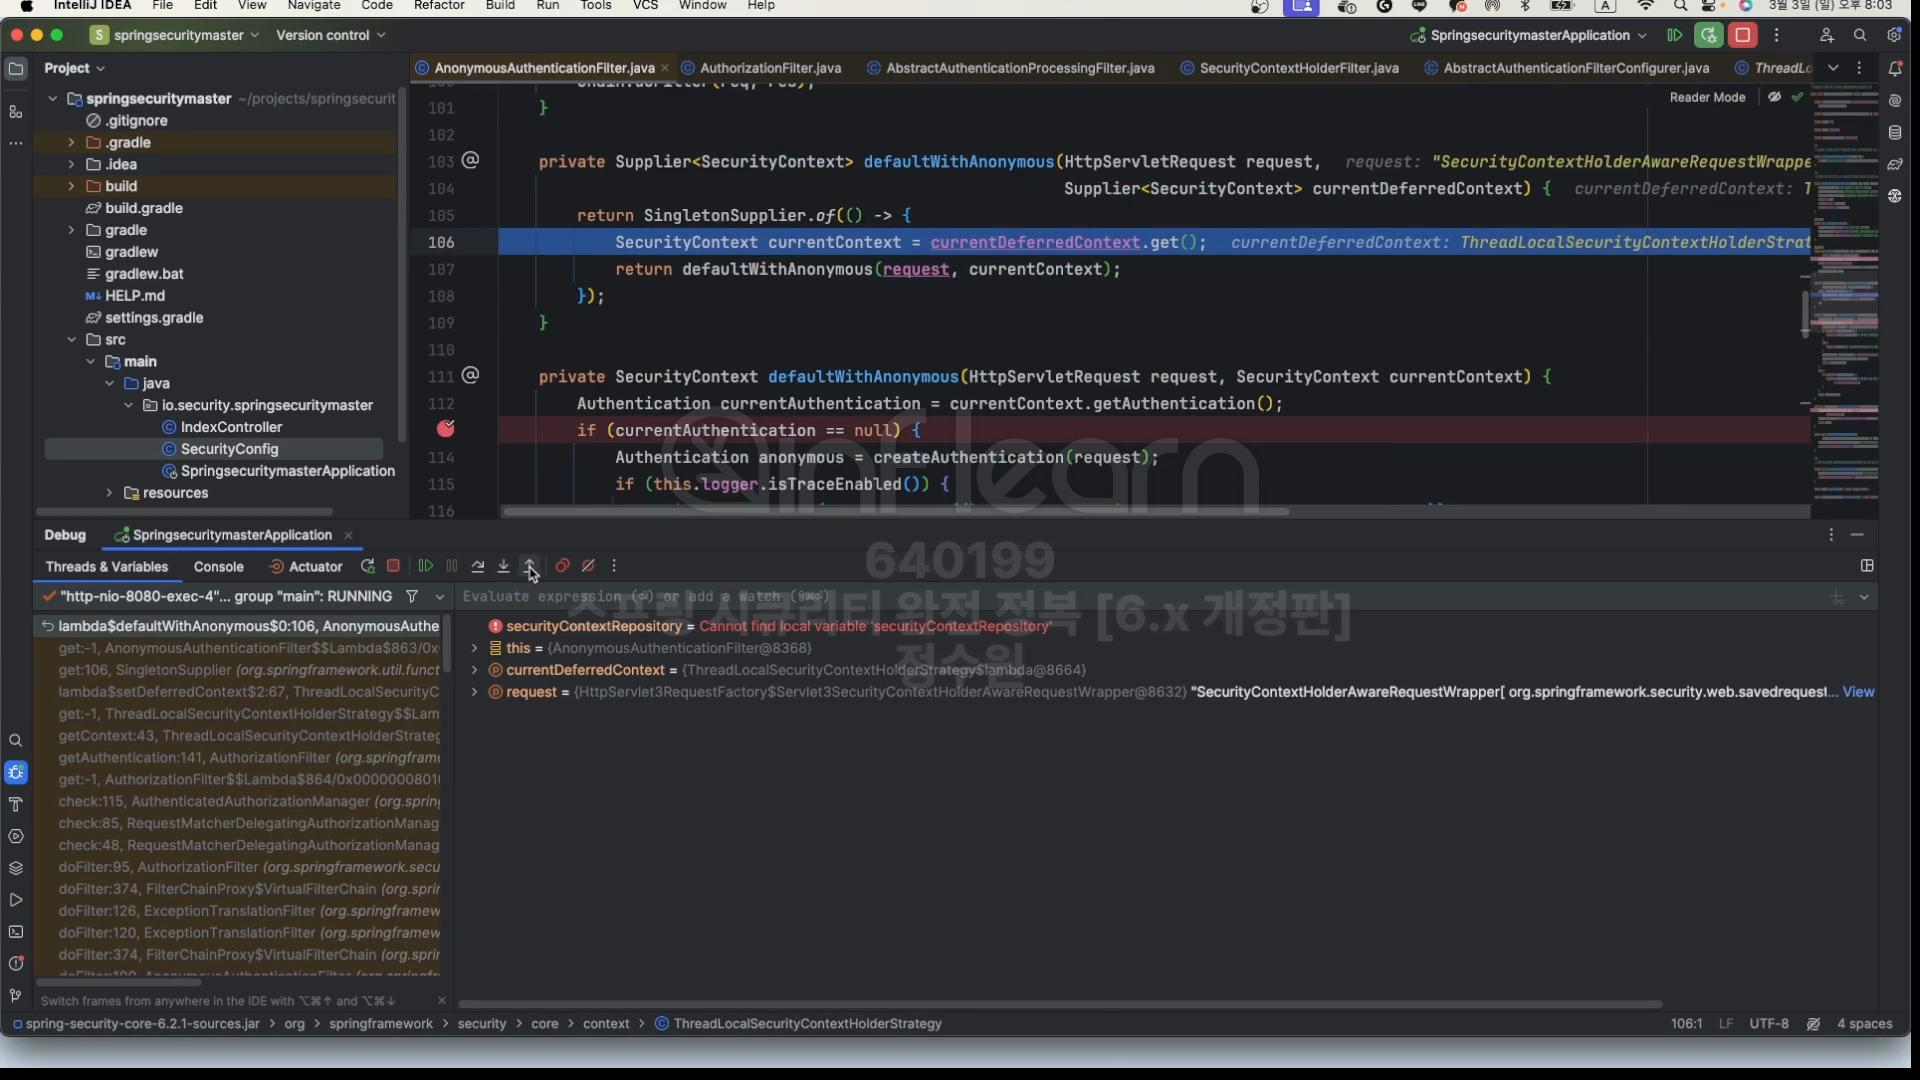 IntelliJ IDEA File Edit View Navigate Code Refactor Build Run Tools VCS Window Help
3월 3일 (일) 오후 8:03
S springsecuritymaster Version control SpringsecuritymasterApplication
Project
AnonymousAuthenticationFilter.java AuthorizationFilter.java AbstractAuthenticationProcessingFilter.java SecurityContextHolderFilter.java AbstractAuthenticationFilterConfigurer.java
Reader Mode
springsecuritymaster ~/projects/springsecurit
.gitignore
.gradle
.idea
build
build.gradle
gradle
gradlew
gradlew.bat
HELP.md
settings.gradle
src
main
java
io.security.springsecuritymaster
IndexController
SecurityConfig
SpringsecuritymasterApplication
resources
101 }
102
103 private Supplier<SecurityContext> defaultWithAnonymous(HttpServletRequest request, request: "SecurityContextHolderAwareRequestWrappe
104 Supplier<SecurityContext> currentDeferredContext) { currentDeferredContext: T
105 return SingletonSupplier.of(() -> {
106 SecurityContext currentContext = currentDeferredContext.get(); currentDeferredContext: ThreadLocalSecurityContextHolderStrat
107 return defaultWithAnonymous(request, currentContext);
108 });
109 }
110
111 private SecurityContext defaultWithAnonymous(HttpServletRequest request, SecurityContext currentContext) {
112 Authentication currentAuthentication = currentContext.getAuthentication();
if (currentAuthentication == null) {
114 Authentication anonymous = createAuthentication(request);
115 if (this.logger.isTraceEnabled()) {
116
inflearn
640199
스프링 시큐리티 완전 정복 [6.x 개정판]
정수원
Debug SpringsecuritymasterApplication
Threads & Variables Console Actuator
"http-nio-8080-exec-4"... group "main": RUNNING
Evaluate expression (⏎) or add a watch (⇧⌘⏎)
lambda$defaultWithAnonymous$0:106, AnonymousAuthe
get:-1, AnonymousAuthenticationFilter$$Lambda$863/0x
get:106, SingletonSupplier (org.springframework.util.funct
lambda$setDeferredContext$2:67, ThreadLocalSecurityC
get:-1, ThreadLocalSecurityContextHolderStrategy$$Lam
getContext:43, ThreadLocalSecurityContextHolderStrateg
getAuthentication:141, AuthorizationFilter (org.springfram
get:-1, AuthorizationFilter$$Lambda$864/0x00000008010
check:115, AuthenticatedAuthorizationManager (org.sprin
check:85, RequestMatcherDelegatingAuthorizationManag
check:48, RequestMatcherDelegatingAuthorizationManag
doFilter:95, AuthorizationFilter (org.springframework.secu
doFilter:374, FilterChainProxy$VirtualFilterChain (org.sprin
doFilter:126, ExceptionTranslationFilter (org.springframew
doFilter:120, ExceptionTranslationFilter (org.springframew
doFilter:374, FilterChainProxy$VirtualFilterChain (org.sprin
securityContextRepository = Cannot find local variable 'securityContextRepository'
this = {AnonymousAuthenticationFilter@8368}
currentDeferredContext = {ThreadLocalSecurityContextHolderStrategy$lambda@8664}
request = {HttpServlet3RequestFactory$Servlet3SecurityContextHolderAwareRequestWrapper@8632} "SecurityContextHolderAwareRequestWrapper[ org.springframework.security.web.savedrequest... View
Switch frames from anywhere in the IDE with ⌥⌘↑ and ⌥⌘↓
spring-security-core-6.2.1-sources.jar > org > springframework > security > core > context > ThreadLocalSecurityContextHolderStrategy
106:1 LF UTF-8 4 spaces